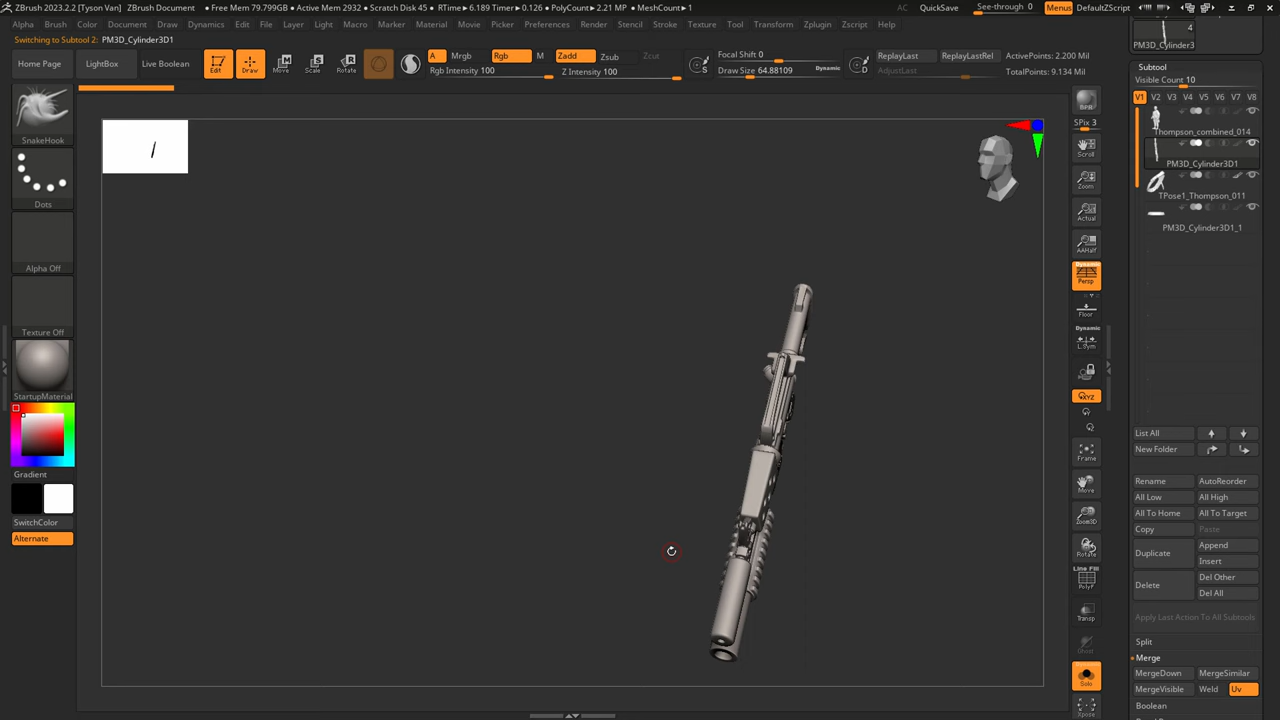 ZBrush 2023.2.2 [Tyson Van]
ZBrush Document
● Free Mem 79.799GB ● Active Mem 2932 ● Scratch Disk 45 ● RTime▸6.189 Timer▸0.126 ● PolyCount▸2.21 MP ● MeshCount▸1
AC
QuickSave
See-through 0
Menus
DefaultZScript
Alpha
Brush
Color
Document
Draw
Dynamics
Edit
File
Layer
Light
Macro
Marker
Material
Movie
Picker
Preferences
Render
Stencil
Stroke
Texture
Tool
Transform
Zplugin
Zscript
Help
Switching to Subtool 2: PM3D_Cylinder3D1
Home Page
LightBox
Live Boolean
Edit
Draw
Move
Scale
Rotate
A
Mrgb
Rgb
M
Rgb Intensity 100
Zadd
Zsub
Zcut
Z Intensity 100
S
Focal Shift 0
Draw Size 64.88109
Dynamic
D
ReplayLast
ReplayLastRel
AdjustLast
ActivePoints: 2.200 Mil
TotalPoints: 9.134 Mil
SnakeHook
Dots
Alpha Off
Texture Off
StartupMaterial
Gradient
SwitchColor
Alternate
BPR
SPix 3
Scroll
Zoom
Actual
AAHalf
Dynamic
Persp
Floor
Dynamic
L.Sym
XYZ
Frame
Move
Zoom3D
Rotate
Line Fill
PolyF
Transp
Ghost
Dynamic
Solo
Xpose
4
PM3D_Cylinder3
Subtool
Visible Count 10
V1 V2 V3 V4 V5 V6 V7 V8
Thompson_combined_014
PM3D_Cylinder3D1
TPose1_Thompson_011
PM3D_Cylinder3D1_1
List All
New Folder
Rename
AutoReorder
All Low
All High
All To Home
All To Target
Copy
Paste
Duplicate
Append
Insert
Delete
Del Other
Del All
Apply Last Action To All Subtools
Split
Merge
MergeDown
MergeSimilar
MergeVisible
Weld
Uv
Boolean